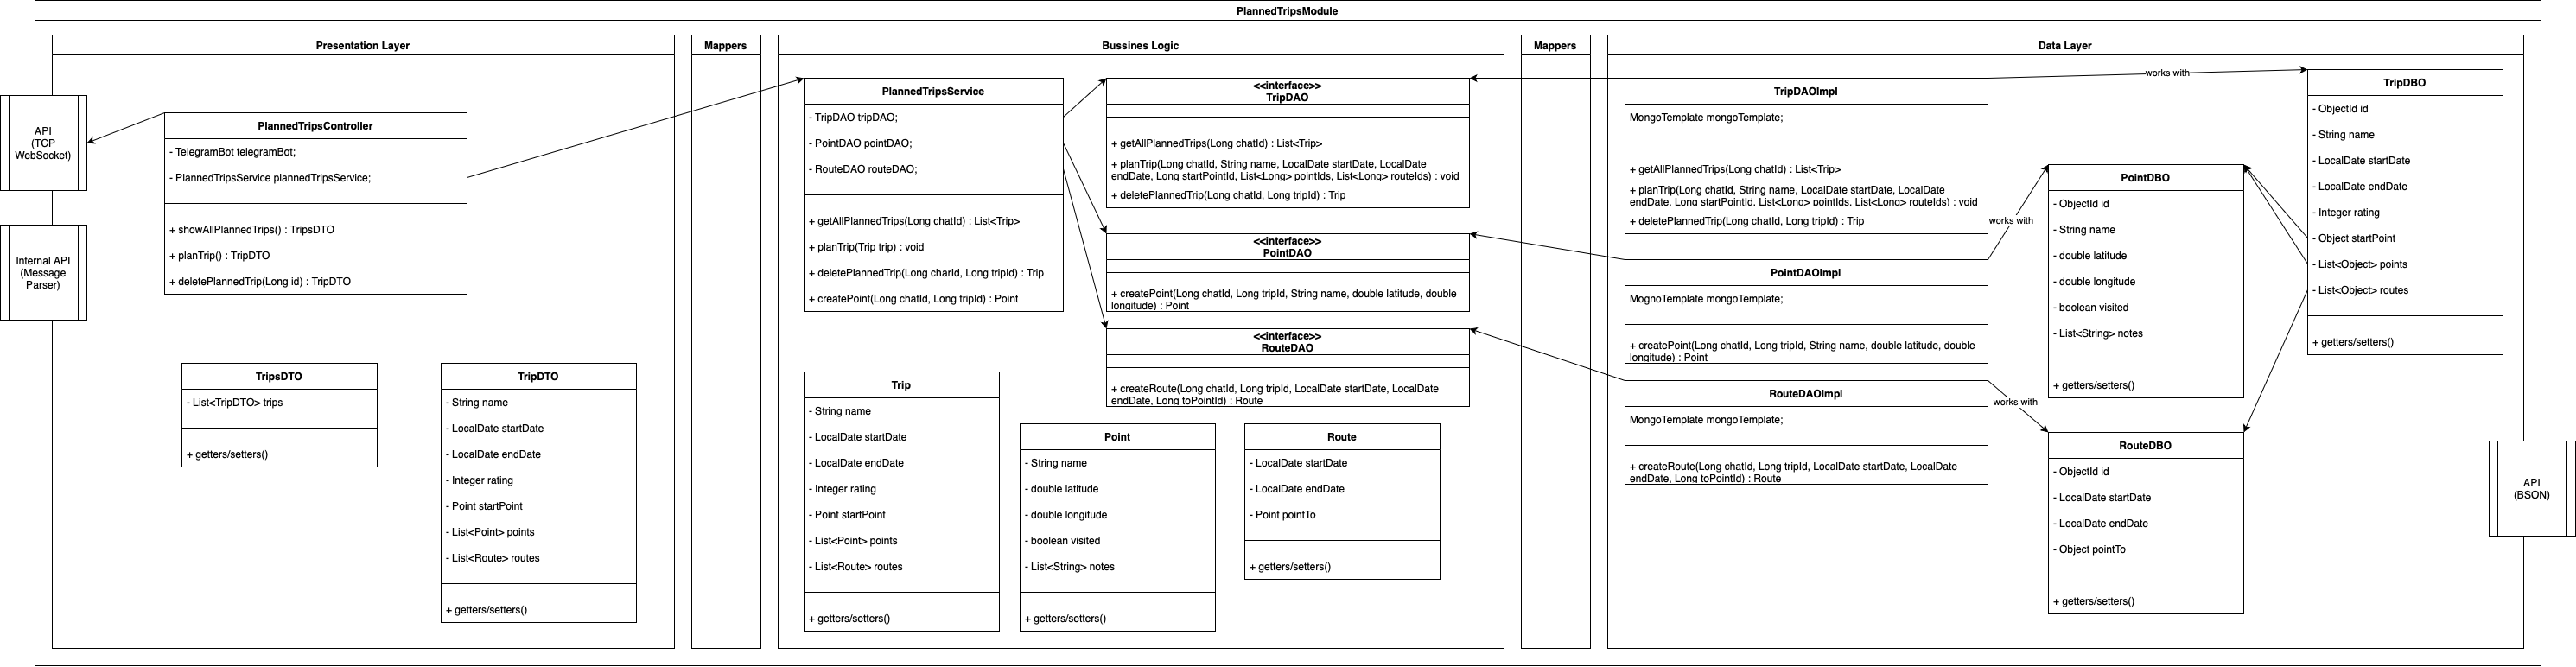 PlannedTripsModule
Presentation Layer
API
(TCP
WebSocket)
Internal API
(Message
Parser)
PlannedTripsController
- TelegramBot telegramBot;
- PlannedTripsService plannedTripsService;
+ showAllPlannedTrips() : TripsDTO
+ planTrip() : TripDTO
+ deletePlannedTrip(Long id) : TripDTO
TripsDTO
- List<TripDTO> trips
+ getters/setters()
TripDTO
- String name
- LocalDate startDate
- LocalDate endDate
- Integer rating
- Point startPoint
- List<Point> points
- List<Route> routes
+ getters/setters()
Mappers
Bussines Logic
PlannedTripsService
- TripDAO tripDAO;
- PointDAO pointDAO;
- RouteDAO routeDAO;
+ getAllPlannedTrips(Long chatId) : List<Trip>
+ planTrip(Trip trip) : void
+ deletePlannedTrip(Long charId, Long tripId) : Trip
+ createPoint(Long chatId, Long tripId) : Point
<<interface>>
TripDAO
+ getAllPlannedTrips(Long chatId) : List<Trip>
+ planTrip(Long chatId, String name, LocalDate startDate, LocalDate
endDate, Long startPointId, List<Long> pointIds, List<Long> routeIds) : void
+ deletePlannedTrip(Long chatId, Long tripId) : Trip
<<interface>>
PointDAO
+ createPoint(Long chatId, Long tripId, String name, double latitude, double
longitude) : Point
<<interface>>
RouteDAO
+ createRoute(Long chatId, Long tripId, LocalDate startDate, LocalDate
endDate, Long toPointId) : Route
Trip
- String name
- LocalDate startDate
- LocalDate endDate
- Integer rating
- Point startPoint
- List<Point> points
- List<Route> routes
+ getters/setters()
Point
- String name
- double latitude
- double longitude
- boolean visited
- List<String> notes
+ getters/setters()
Route
- LocalDate startDate
- LocalDate endDate
- Point pointTo
+ getters/setters()
Mappers
Data Layer
TripDAOImpl
MongoTemplate mongoTemplate;
+ getAllPlannedTrips(Long chatId) : List<Trip>
+ planTrip(Long chatId, String name, LocalDate startDate, LocalDate
endDate, Long startPointId, List<Long> pointIds, List<Long> routeIds) : void
+ deletePlannedTrip(Long chatId, Long tripId) : Trip
PointDAOImpl
MognoTemplate mongoTemplate;
+ createPoint(Long chatId, Long tripId, String name, double latitude, double
longitude) : Point
RouteDAOImpl
MongoTemplate mongoTemplate;
+ createRoute(Long chatId, Long tripId, LocalDate startDate, LocalDate
endDate, Long toPointId) : Route
works with
works with
works with
PointDBO
- ObjectId id
- String name
- double latitude
- double longitude
- boolean visited
- List<String> notes
+ getters/setters()
RouteDBO
- ObjectId id
- LocalDate startDate
- LocalDate endDate
- Object pointTo
+ getters/setters()
TripDBO
- ObjectId id
- String name
- LocalDate startDate
- LocalDate endDate
- Integer rating
- Object startPoint
- List<Object> points
- List<Object> routes
+ getters/setters()
API
(BSON)